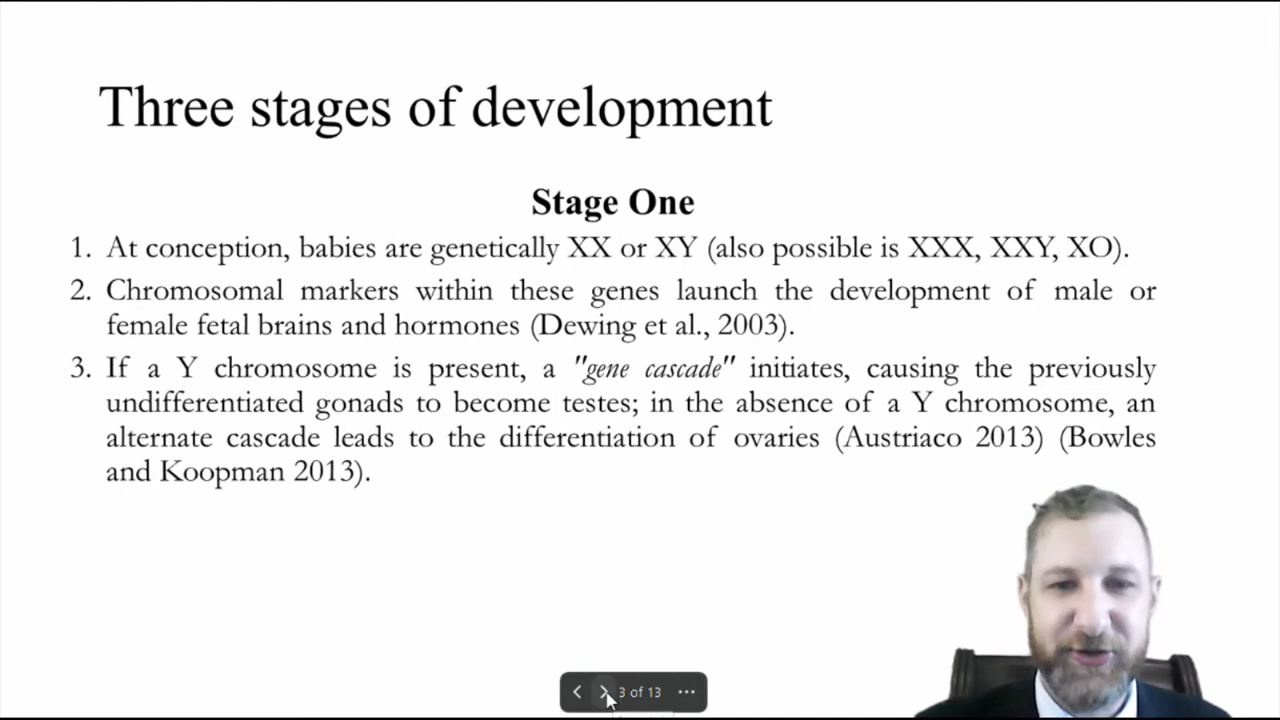 Three stages of development
Stage One
1. At conception, babies are genetically XX or XY (also possible is XXX, XXY, XO).
2. Chromosomal markers within these genes launch the development of male or
female fetal brains and hormones (Dewing et al., 2003).
3. If a Y chromosome is present, a "gene cascade" initiates, causing the previously
undifferentiated gonads to become testes; in the absence of a Y chromosome, an
alternate cascade leads to the differentiation of ovaries (Austriaco 2013) (Bowles
and Koopman 2013).
3 of 13